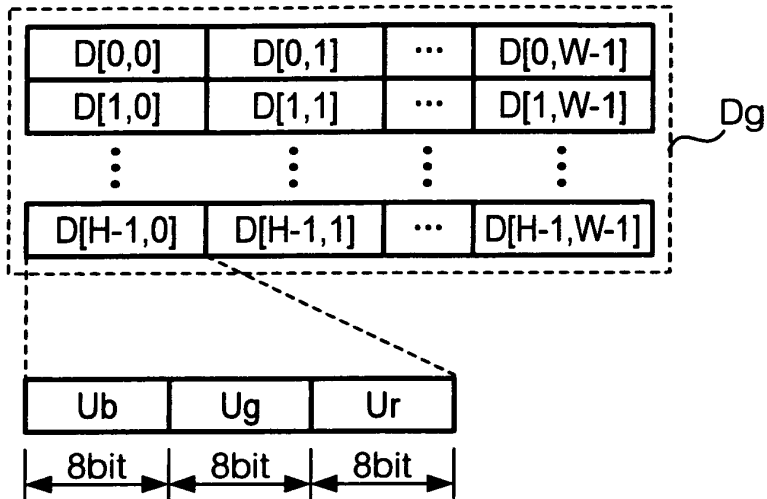 D[0,0] D[0,1] ··· D[0,W-1]
D[1,0] D[1,1] ··· D[1,W-1]
Dg
D[H-1,0] D[H-1,1] ··· D[H-1,W-1]
Ub Ug Ur
8bit 8bit 8bit